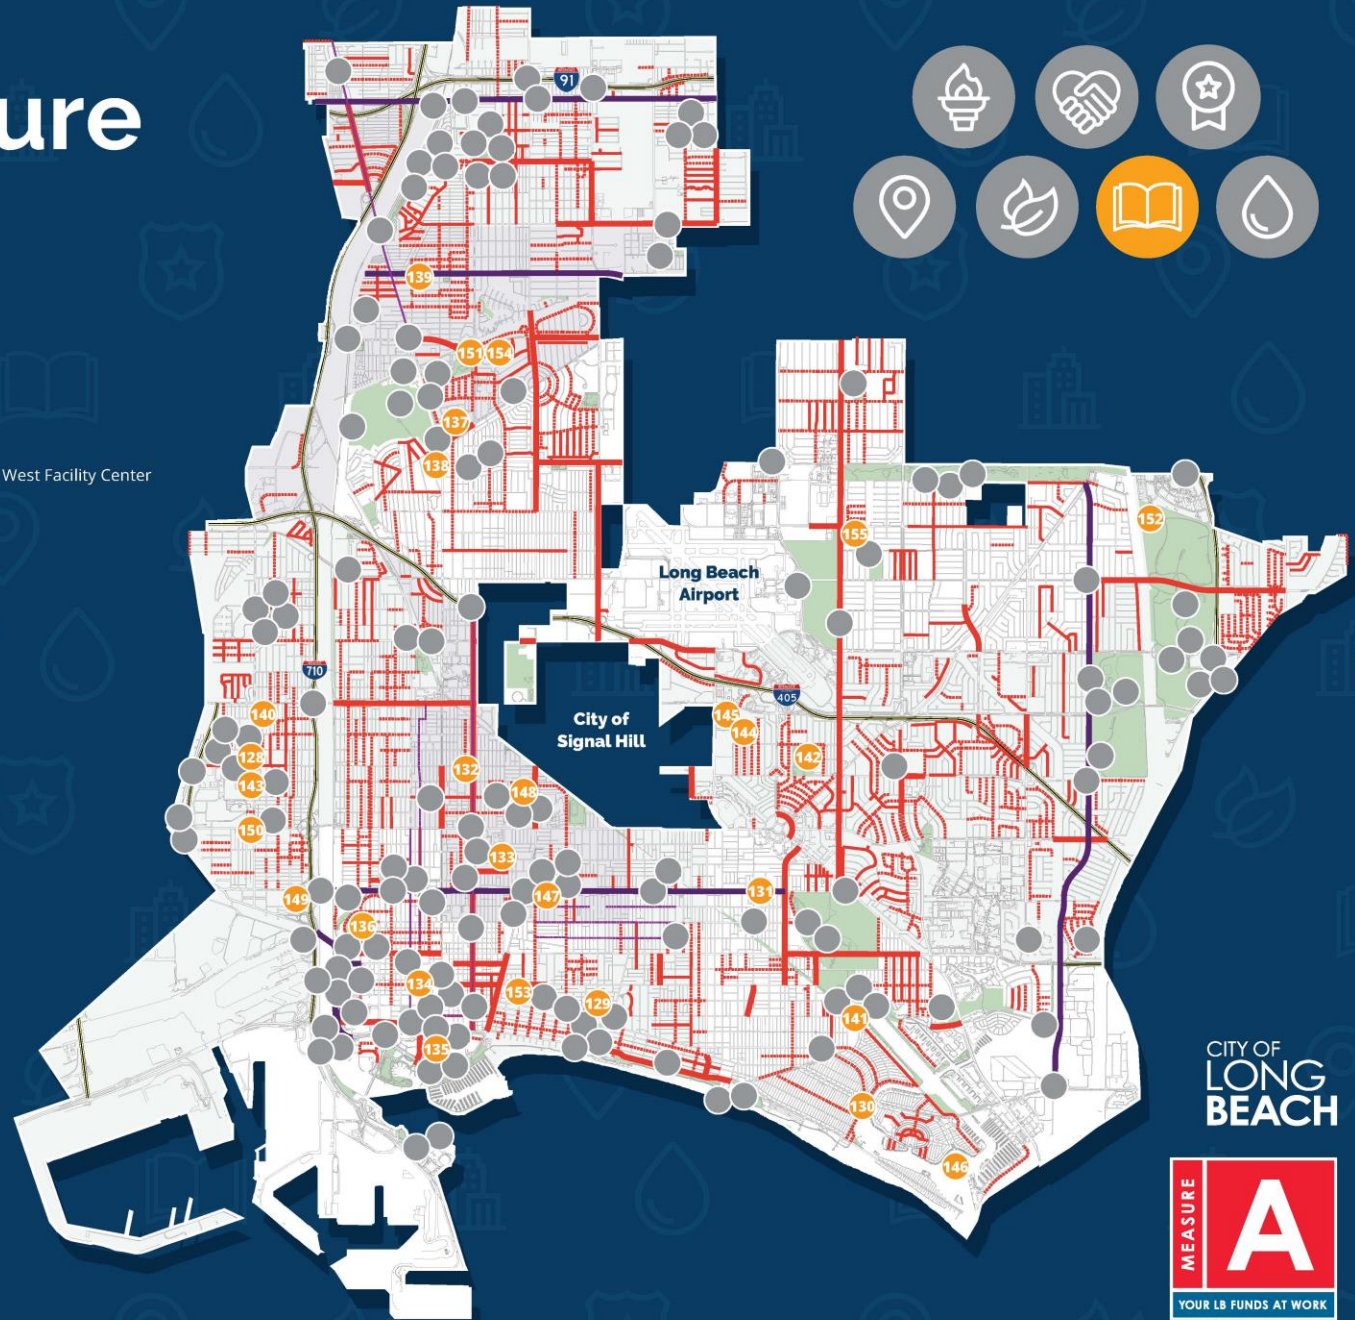 ure
91
139
151
154
137
138
West Facility Center
155
152
Long Beach
Airport
710
405
140
145
144
City of
Signal Hill
128
142
132
143
148
150
133
149
147
131
136
134
153
129
141
135
130
146
CITY OF
LONG
BEACH
MEASURE
A
YOUR LB FUNDS AT WORK